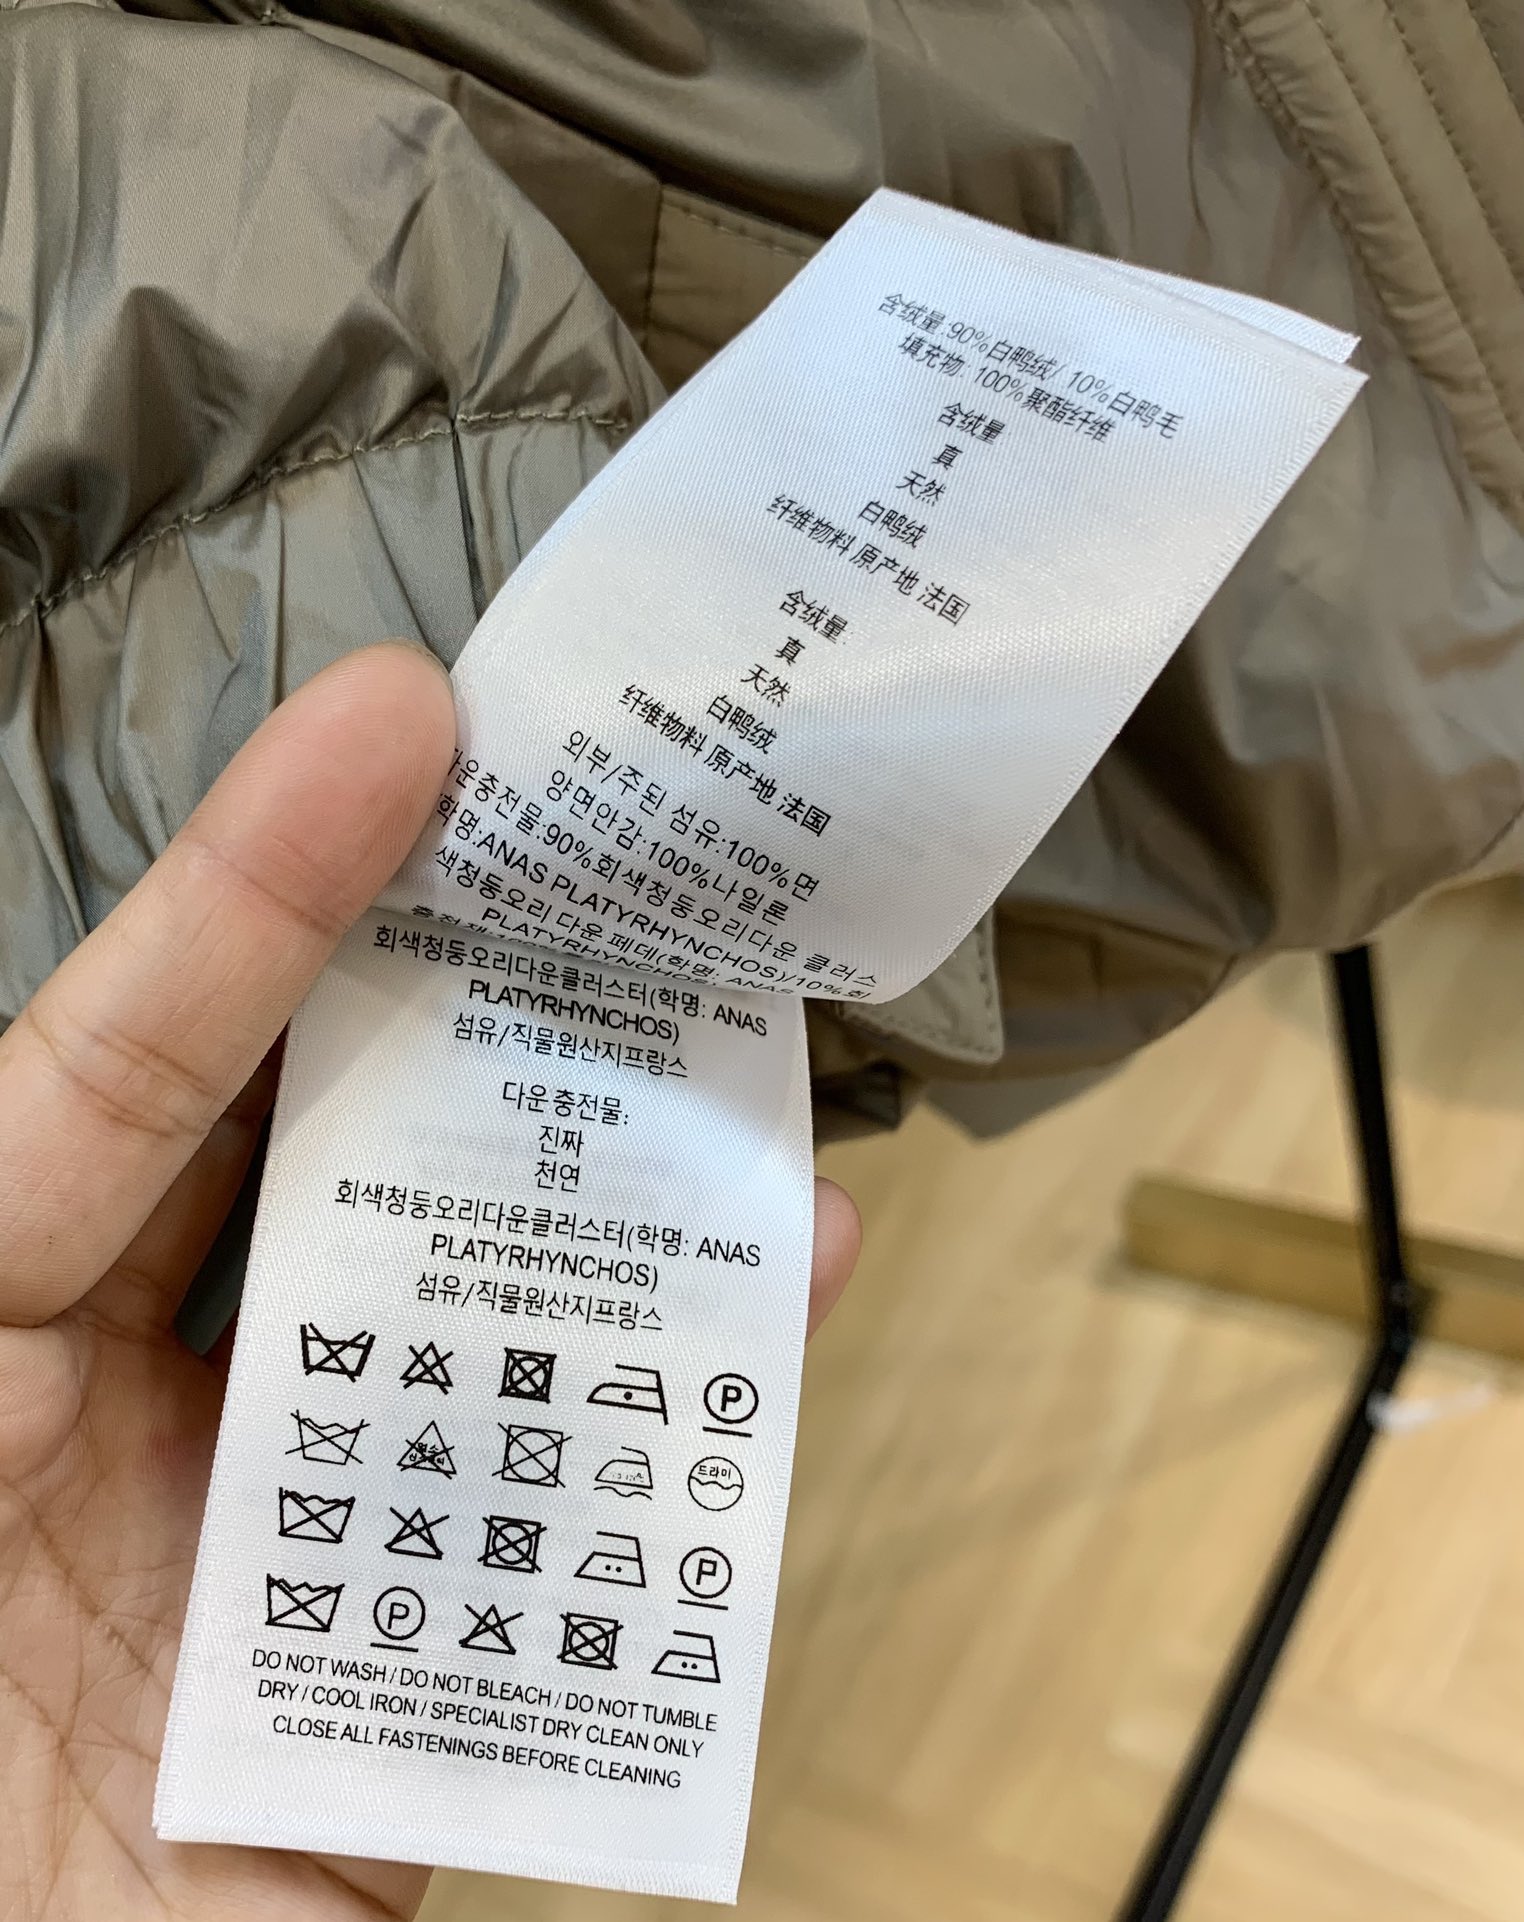 含绒量:90%白鸭绒/ 10%白鸭毛
填充物: 100%聚酯纤维
含绒量:
真
天然
白鸭绒
纤维物料 原产地 法国
含绒量:
真
天然
白鸭绒
纤维物料 原产地 法国
외부/주된 섬유:100%면
양면안감:100%나일론
다운충전물:90%회색청둥오리다운 클러스
학명:ANAS PLATYRHYNCHOS)/10%회
색청둥오리 다운 페데(학명: ANAS
PLATYRHYNCHOS)
회색청둥오리다운클러스터(학명: ANAS
PLATYRHYNCHOS)
섬유/직물원산지프랑스
다운충전물:
진짜
천연
회색청둥오리다운클러스터(학명: ANAS
PLATYRHYNCHOS)
섬유/직물원산지프랑스
P
드라이
P
P
DO NOT WASH / DO NOT BLEACH / DO NOT TUMBLE
DRY / COOL IRON / SPECIALIST DRY CLEAN ONLY
CLOSE ALL FASTENINGS BEFORE CLEANING